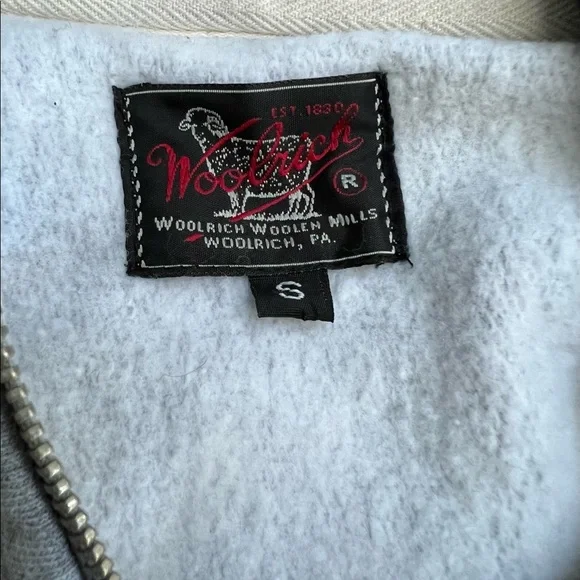 EST. 1830
Woolrich
R
WOOLRICH WOOLEN MILLS
WOOLRICH, PA.
S